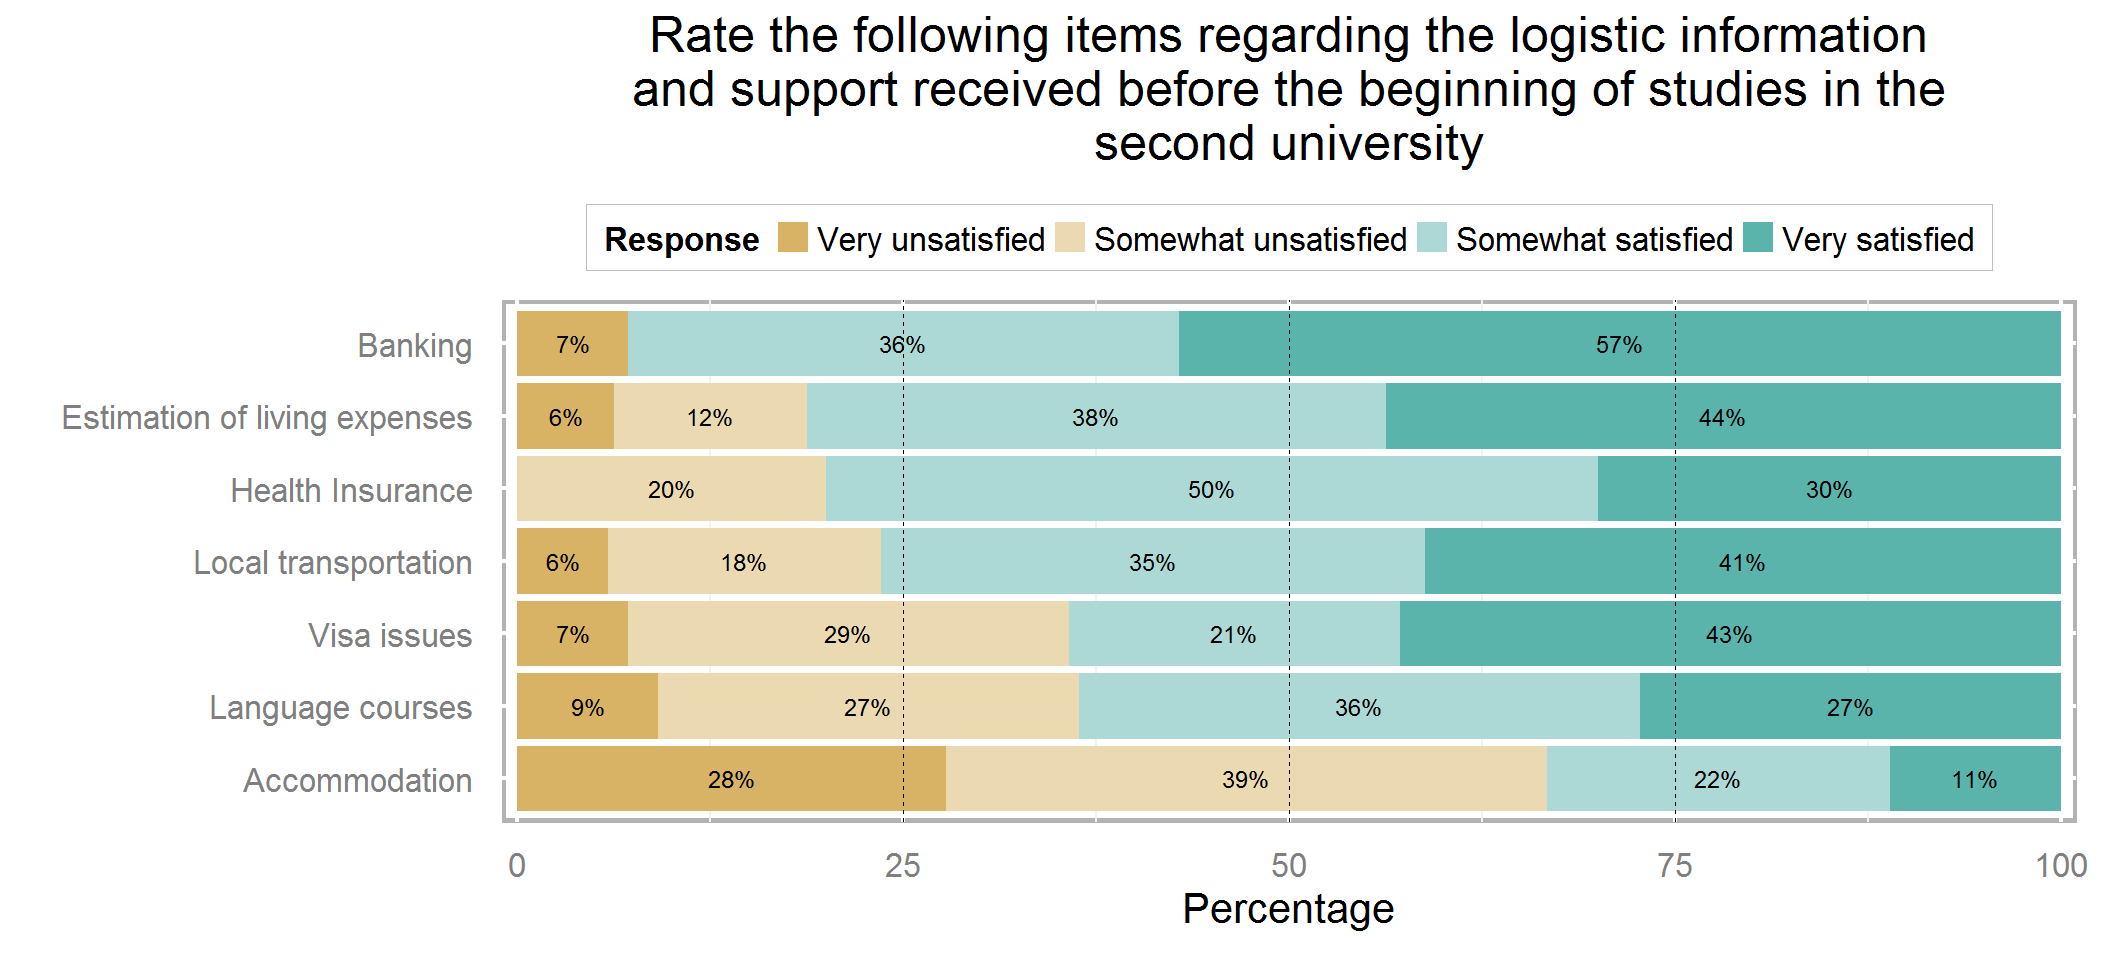 Rate the following items regarding the logistic information
and support received before the beginning of studies in the
second university
Response Very unsatisfied Somewhat unsatisfied Somewhat satisfied Very satisfied
Banking 7% 36% 57%
Estimation of living expenses 6% 12% 38% 44%
Health Insurance 20% 50% 30%
Local transportation 6% 18% 35% 41%
Visa issues 7% 29% 21% 43%
Language courses 9% 27% 36% 27%
Accommodation 28% 39% 22% 11%
0 25 50 75 100
Percentage